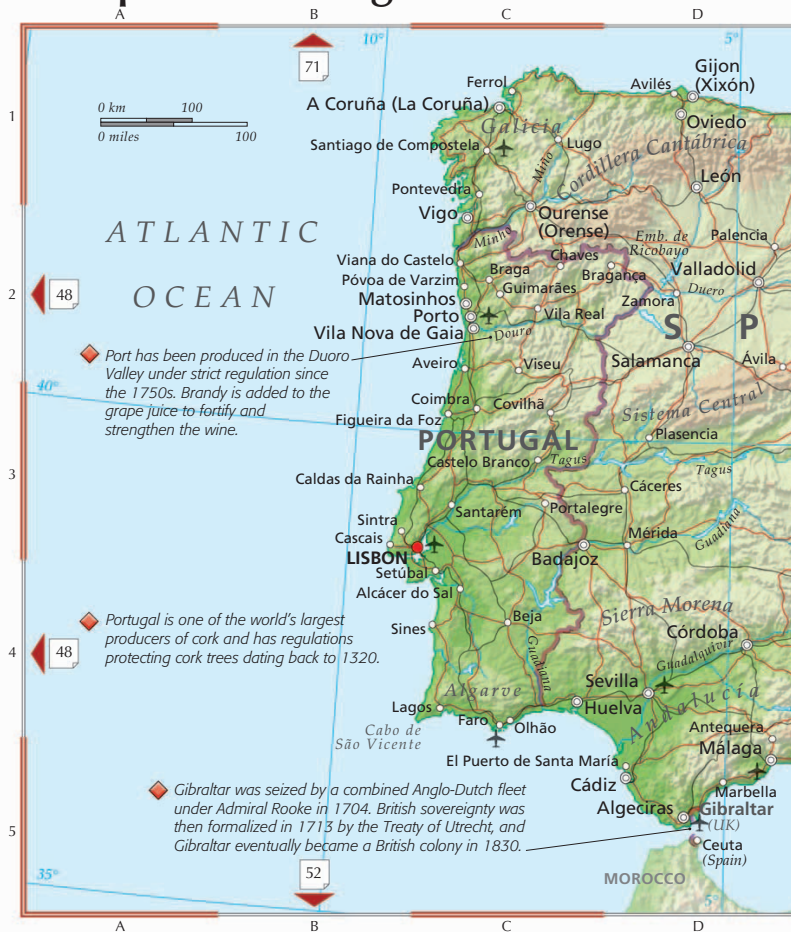 A
B
C
D
10°
5°
71
1
0 km 100
0 miles 100
Ferrol
Avilés
Gijon
(Xixón)
A Coruña (La Coruña)
Oviedo
Galicia
Santiago de Compostela
Lugo
Miño
Cordillera Cantábrica
León
Pontevedra
Vigo
Ourense
(Orense)
ATLANTIC
OCEAN
Minho
Emb. de
Ricobayo
Palencia
Viana do Castelo
Chaves
Braga
Bragança
Valladolid
2
48
Póvoa de Varzim
Guimarães
Duero
Matosinhos
Zamora
Porto
Vila Real
S P
Vila Nova de Gaia
Douro
Port has been produced in the Duoro
Valley under strict regulation since
the 1750s. Brandy is added to the
grape juice to fortify and
strengthen the wine.
Aveiro
Viseu
Salamanca
Ávila
40°
Coimbra
Covilhã
Sistema Central
Figueira da Foz
PORTUGAL
Plasencia
Castelo Branco
Tagus
Tagus
3
Caldas da Rainha
Cáceres
Santarém
Portalegre
Sintra
Guadiana
Cascais
Mérida
LISBON
Badajoz
Setúbal
Alcácer do Sal
Sierra Morena
Portugal is one of the world's largest
producers of cork and has regulations
protecting cork trees dating back to 1320.
Beja
Sines
Córdoba
4
48
Guadiana
Guadalquivir
Sevilla
Algarve
Andalucía
Lagos
Huelva
Faro
Olhão
Cabo de
São Vicente
Antequera
El Puerto de Santa María
Málaga
Cádiz
Marbella
Gibraltar was seized by a combined Anglo-Dutch fleet
under Admiral Rooke in 1704. British sovereignty was
then formalized in 1713 by the Treaty of Utrecht, and
Gibraltar eventually became a British colony in 1830.
Algeciras
Gibraltar
(UK)
5
Ceuta
(Spain)
35°
52
MOROCCO
5°
A
B
C
D